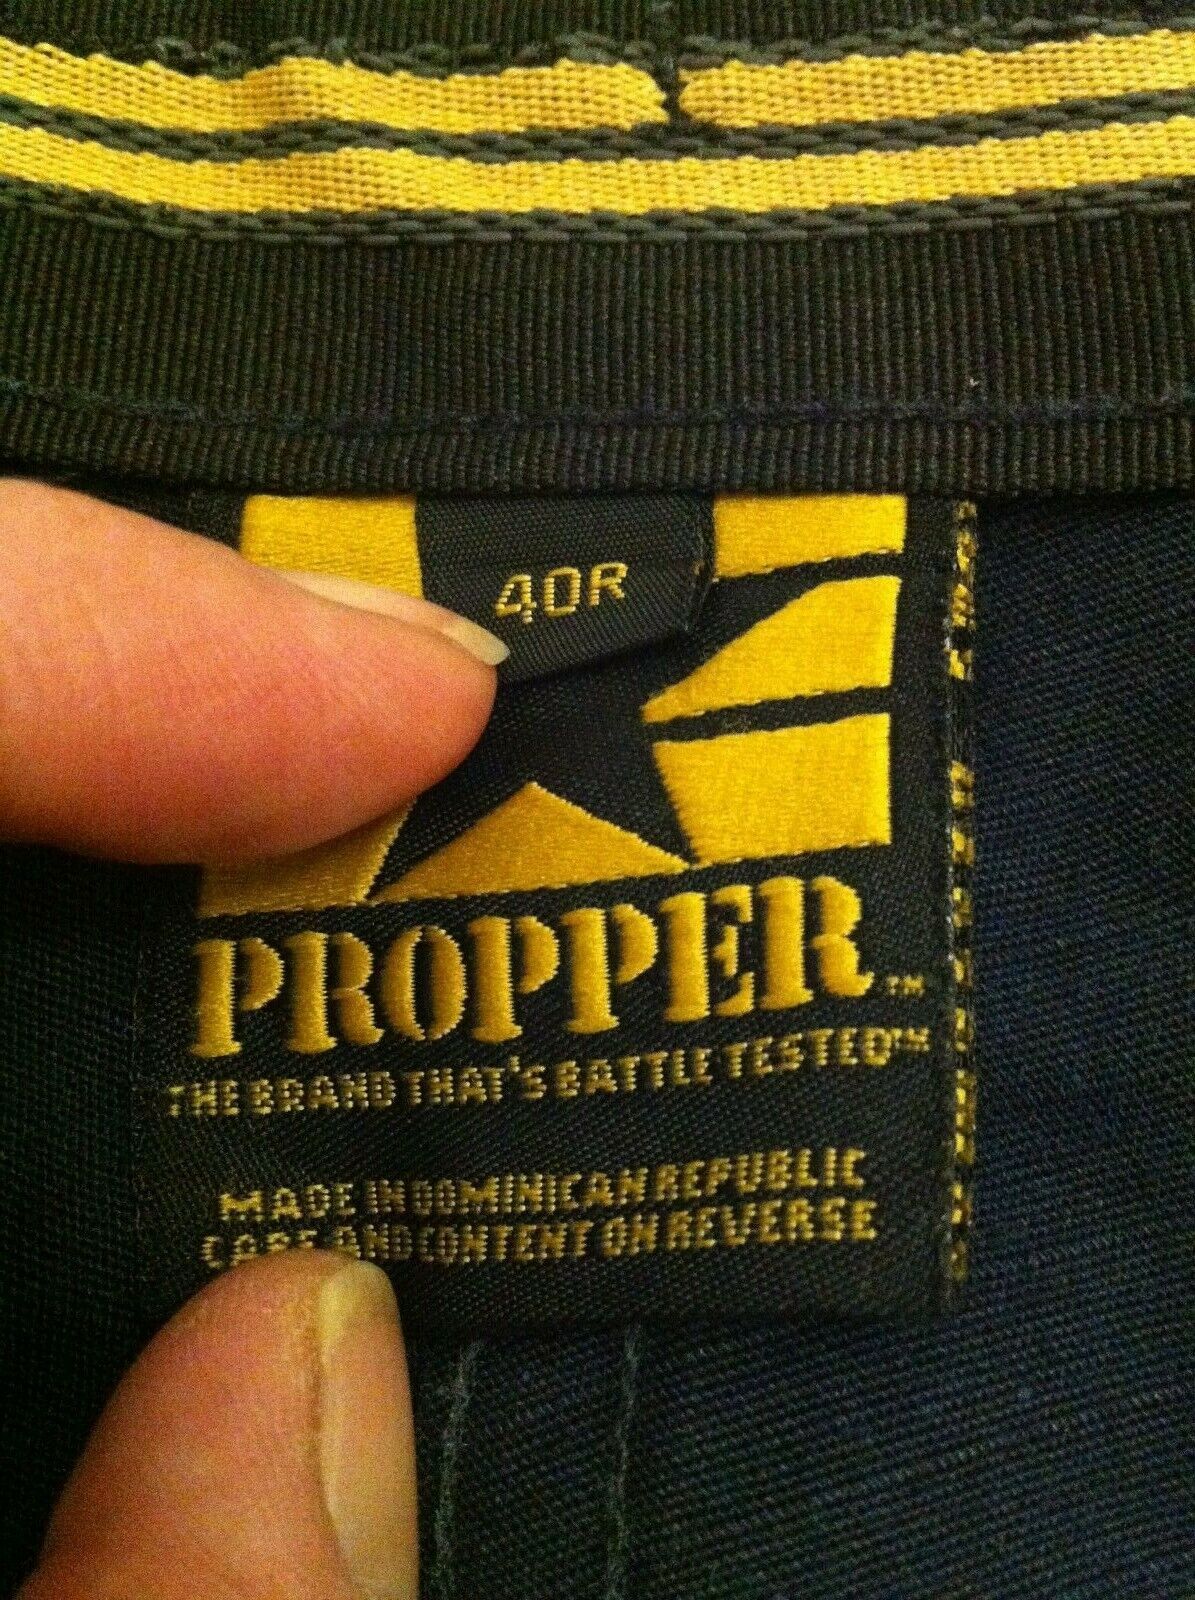 40R
PROPPER™
THE BRAND THAT'S BATTLE TESTED™
MADE IN DOMINICAN REPUBLIC
CARE AND CONTENT ON REVERSE